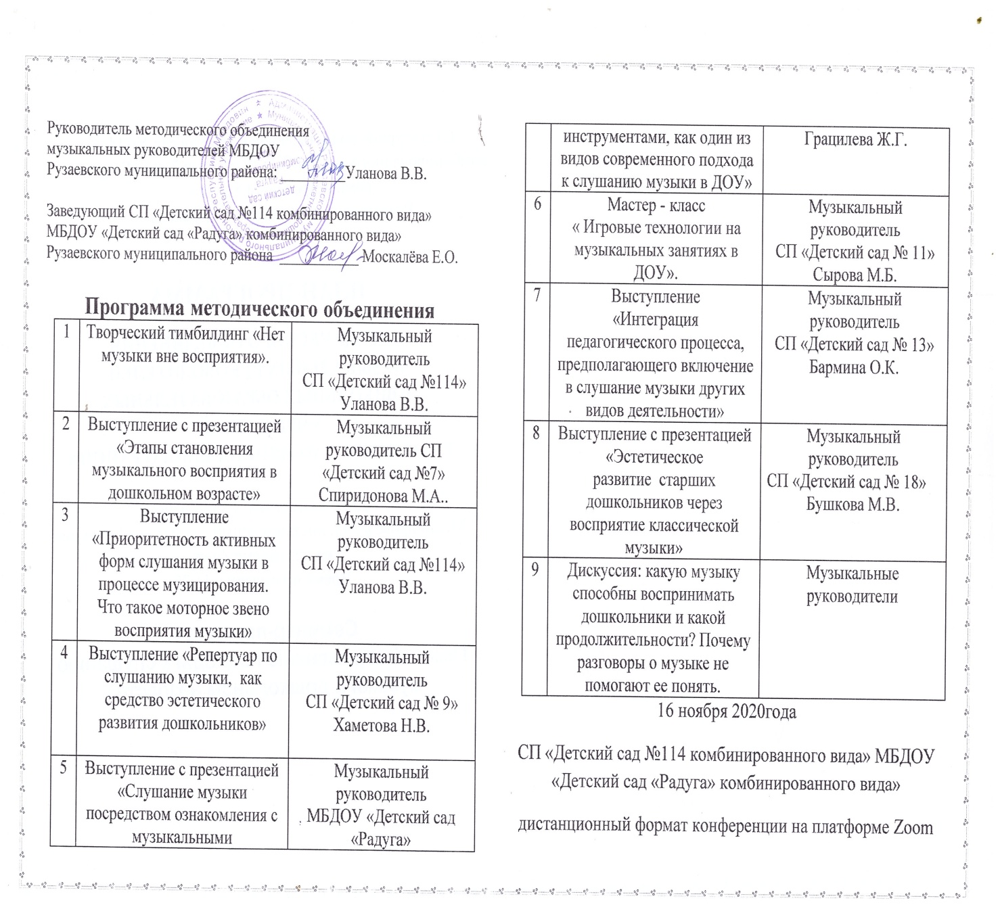 Руководитель методического объединения
музыкальных руководителей МБДОУ
Рузаевского муниципального района: __________Уланова В.В.
Заведующий СП «Детский сад №114 комбинированного вида»
МБДОУ «Детский сад «Радуга» комбинированного вида»
Рузаевского муниципального района ____________Москалёва Е.О.
Программа методического объединения
1
Творческий тимбилдинг «Нет
музыки вне восприятия».
Музыкальный
руководитель
СП «Детский сад №114»
Уланова В.В.
2
Выступление с презентацией
«Этапы становления
музыкального восприятия в
дошкольном возрасте»
Музыкальный
руководитель СП
«Детский сад №7»
Спиридонова М.А..
3
Выступление
«Приоритетность активных
форм слушания музыки в
процессе музицирования.
Что такое моторное звено
восприятия музыки»
Музыкальный
руководитель
СП «Детский сад №114»
Уланова В.В.
4
Выступление «Репертуар по
слушанию музыки, как
средство эстетического
развития дошкольников»
Музыкальный
руководитель
СП «Детский сад № 9»
Хаметова Н.В.
5
Выступление с презентацией
«Слушание музыки
посредством ознакомления с
музыкальными
Музыкальный
руководитель
МБДОУ «Детский сад
«Радуга»
инструментами, как один из
видов современного подхода
к слушанию музыки в ДОУ»
Грацилева Ж.Г.
6
Мастер - класс
« Игровые технологии на
музыкальных занятиях в
ДОУ».
Музыкальный
руководитель
СП «Детский сад № 11»
Сырова М.Б.
7
Выступление
«Интеграция
педагогического процесса,
предполагающего включение
в слушание музыки других
видов деятельности»
Музыкальный
руководитель
СП «Детский сад № 13»
Бармина О.К.
8
Выступление с презентацией
«Эстетическое
развитие старших
дошкольников через
восприятие классической
музыки»
Музыкальный
руководитель
СП «Детский сад № 18»
Бушкова М.В.
9
Дискуссия: какую музыку
способны воспринимать
дошкольники и какой
продолжительности? Почему
разговоры о музыке не
помогают ее понять.
Музыкальные
руководители
16 ноября 2020года
СП «Детский сад №114 комбинированного вида» МБДОУ
«Детский сад «Радуга» комбинированного вида»
дистанционный формат конференции на платформе Zoom